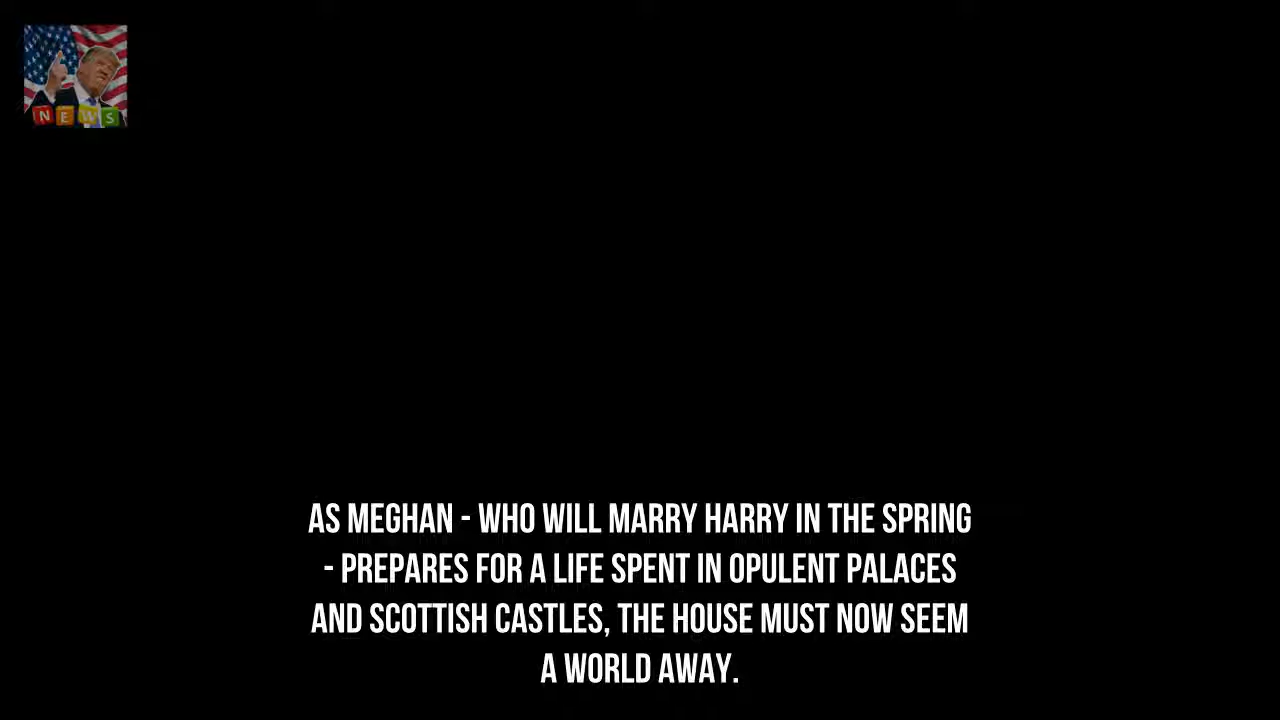 NEWS
AS MEGHAN - WHO WILL MARRY HARRY IN THE SPRING
- PREPARES FOR A LIFE SPENT IN OPULENT PALACES
AND SCOTTISH CASTLES, THE HOUSE MUST NOW SEEM
A WORLD AWAY.